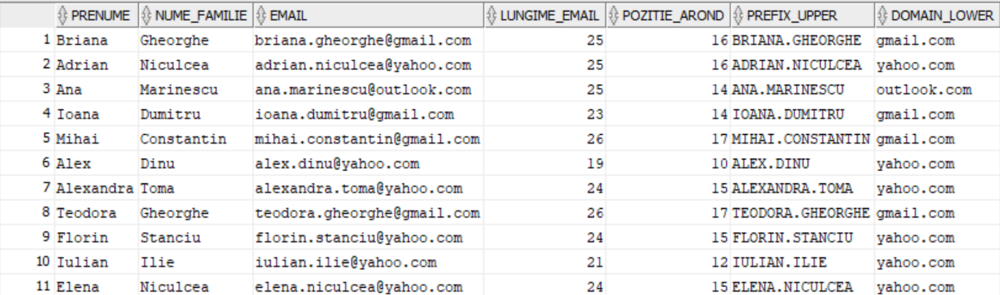 PRENUME NUME_FAMILIE EMAIL LUNGIME_EMAIL POZITIE_AROND PREFIX_UPPER DOMAIN_LOWER
1 Briana Gheorghe briana.gheorghe@gmail.com 25 16 BRIANA.GHEORGHE gmail.com
2 Adrian Niculcea adrian.niculcea@yahoo.com 25 16 ADRIAN.NICULCEA yahoo.com
3 Ana Marinescu ana.marinescu@outlook.com 25 14 ANA.MARINESCU outlook.com
4 Ioana Dumitru ioana.dumitru@gmail.com 23 14 IOANA.DUMITRU gmail.com
5 Mihai Constantin mihai.constantin@gmail.com 26 17 MIHAI.CONSTANTIN gmail.com
6 Alex Dinu alex.dinu@yahoo.com 19 10 ALEX.DINU yahoo.com
7 Alexandra Toma alexandra.toma@yahoo.com 24 15 ALEXANDRA.TOMA yahoo.com
8 Teodora Gheorghe teodora.gheorghe@gmail.com 26 17 TEODORA.GHEORGHE gmail.com
9 Florin Stanciu florin.stanciu@yahoo.com 24 15 FLORIN.STANCIU yahoo.com
10 Iulian Ilie iulian.ilie@yahoo.com 21 12 IULIAN.ILIE yahoo.com
11 Elena Niculcea elena.niculcea@yahoo.com 24 15 ELENA.NICULCEA yahoo.com